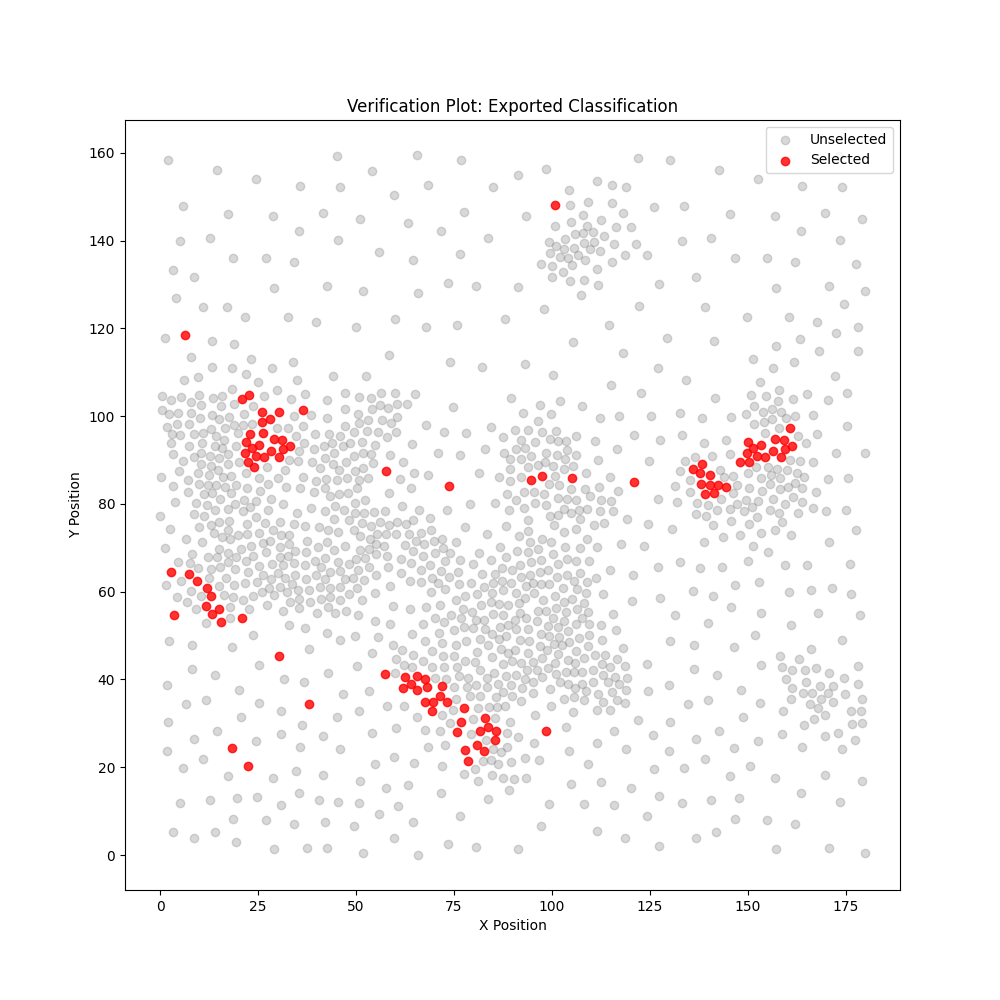 Verification Plot: Exported Classification
Unselected
Selected
160
140
120
100
80
60
40
20
0
Y Position
0 25 50 75 100 125 150 175
X Position